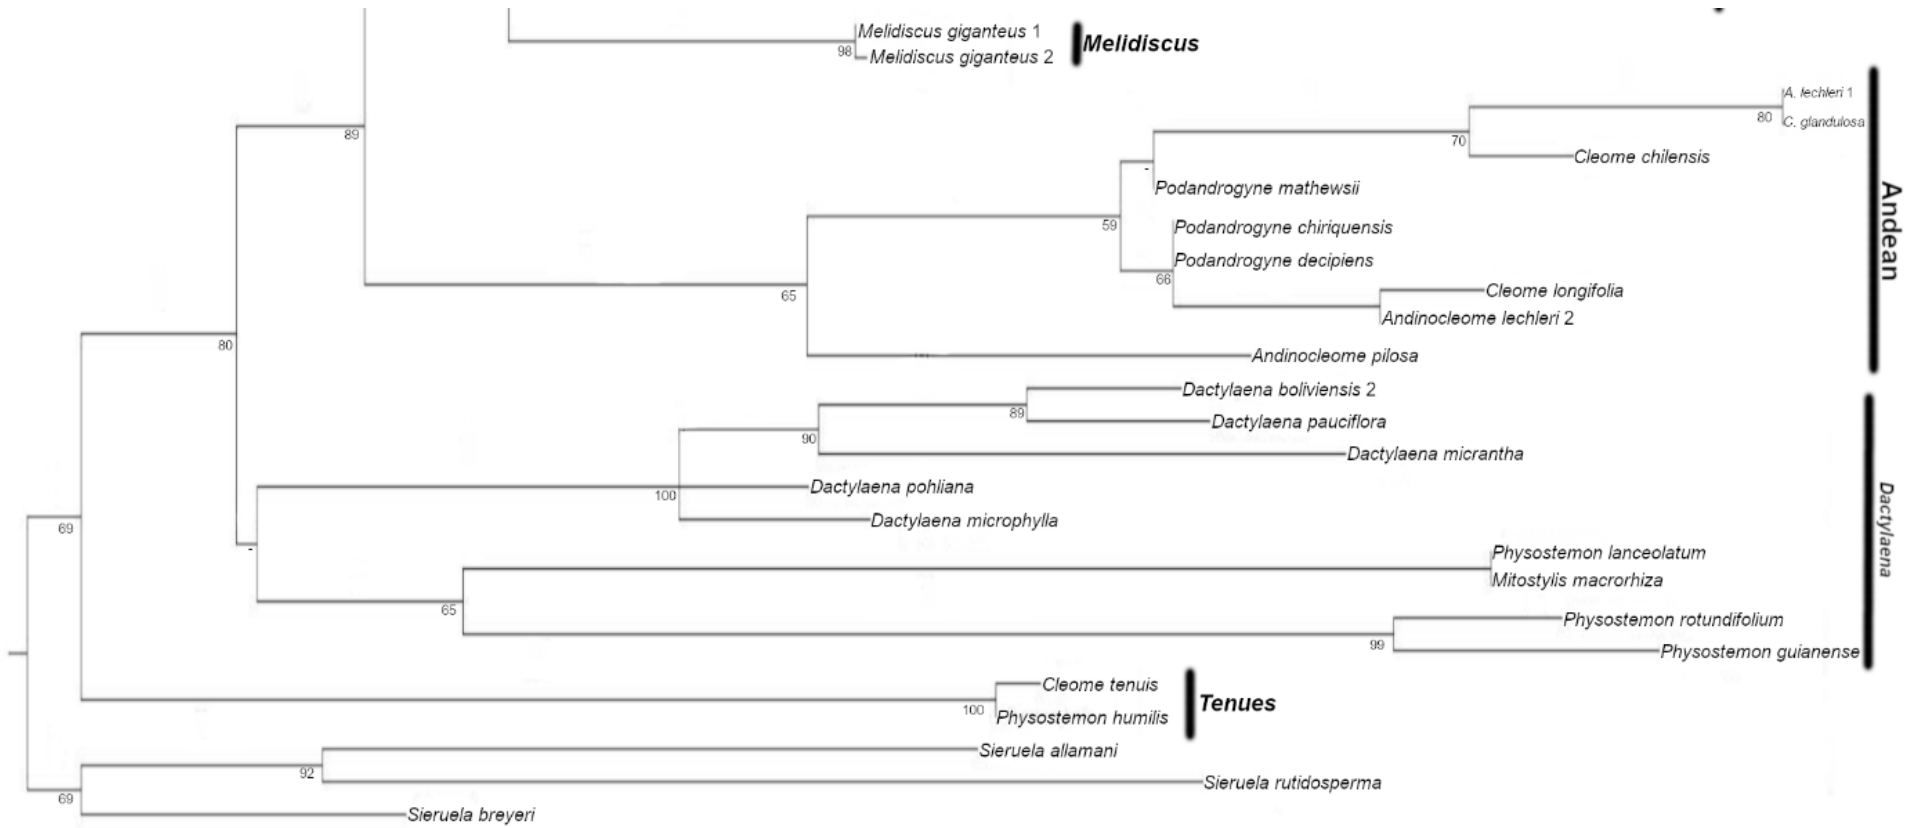 Melidiscus giganteus 1
98
Melidiscus giganteus 2
Melidiscus
A. lechleri 1
80
C. glandulosa
89
70
Cleome chilensis
-
Podandrogyne mathewsii
59
Podandrogyne chiriquensis
Podandrogyne decipiens
66
Cleome longifolia
65
Andinocleome lechleri 2
Andinocleome pilosa
Andean
80
Dactylaena boliviensis 2
89
Dactylaena pauciflora
90
Dactylaena micrantha
Dactylaena pohliana
100
Dactylaena microphylla
69
-
Physostemon lanceolatum
Mitostylis macrorhiza
65
Physostemon rotundifolium
99
Physostemon guianense
Dactylaena
Cleome tenuis
100
Physostemon humilis
Tenues
Sieruela allamani
92
Sieruela rutidosperma
69
Sieruela breyeri